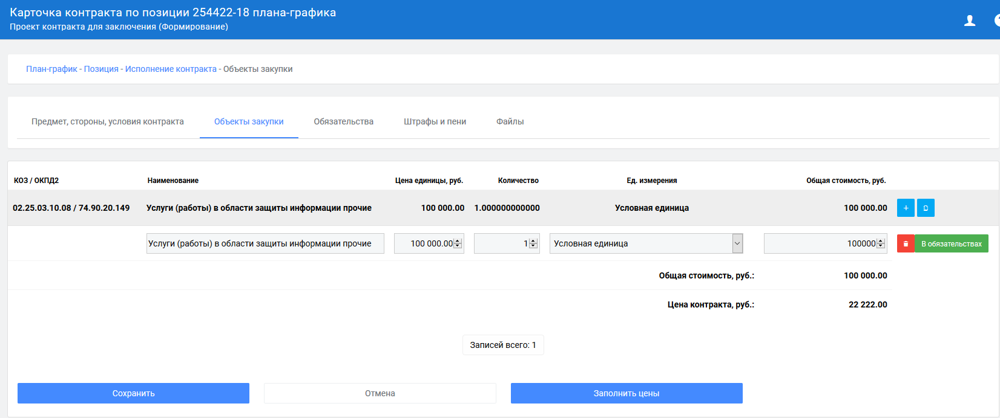 Карточка контракта по позиции 254422-18 плана-графика
Проект контракта для заключения (Формирование)
План-график - Позиция - Исполнение контракта - Объекты закупки
Предмет, стороны, условия контракта Объекты закупки Обязательства Штрафы и пени Файлы
КОЗ / ОКПД2 Наименование Цена единицы, руб. Количество Ед. измерения Общая стоимость, руб.
02.25.03.10.08 / 74.90.20.149 Услуги (работы) в области защиты информации прочие 100 000.00 1.000000000000 Условная единица 100 000.00 +
Услуги (работы) в области защиты информации прочие 100 000.00 1 Условная единица 100000 В обязательствах
Общая стоимость, руб.: 100 000.00
Цена контракта, руб.: 22 222.00
Записей всего: 1
Сохранить Отмена Заполнить цены